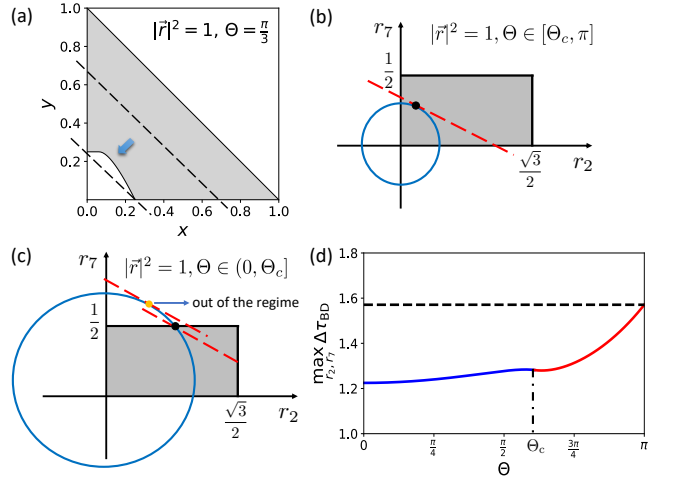 (a)
|r⃗|² = 1, Θ = π/3
1.0
0.8
0.6
0.4
0.2
y
0.0 0.2 0.4 0.6 0.8 1.0
x
(b)
r₇
|r⃗|² = 1, Θ ∈ [Θ_c, π]
1/2
√3/2
r₂
(c)
r₇
|r⃗|² = 1, Θ ∈ (0, Θ_c]
out of the regime
1/2
√3/2
r₂
(d)
max_{r₂, r₇} Δτ_BD
1.8
1.6
1.4
1.2
1.0
0 π/4 π/2 Θ_c 3π/4 π
Θ